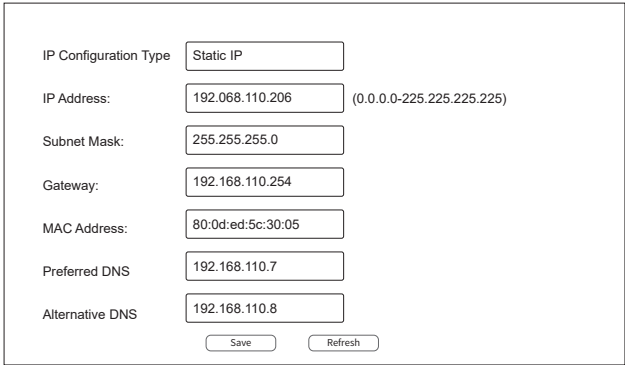 IP Configuration Type Static IP
IP Address: 192.068.110.206 (0.0.0.0-225.225.225.225)
Subnet Mask: 255.255.255.0
Gateway: 192.168.110.254
MAC Address: 80:0d:ed:5c:30:05
Preferred DNS 192.168.110.7
Alternative DNS 192.168.110.8
Save Refresh